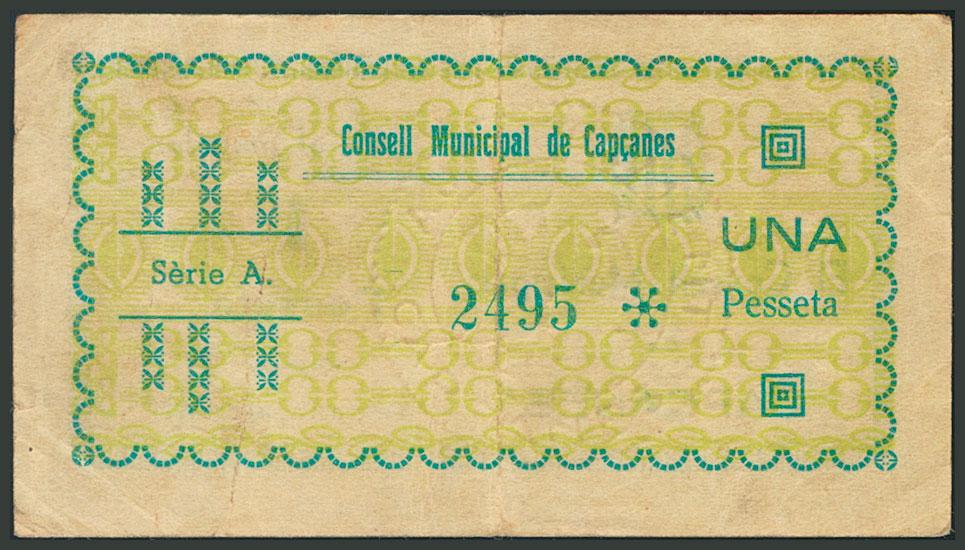 Consell Municipal de Capçanes
Sèrie A.
2495
UNA
Pesseta